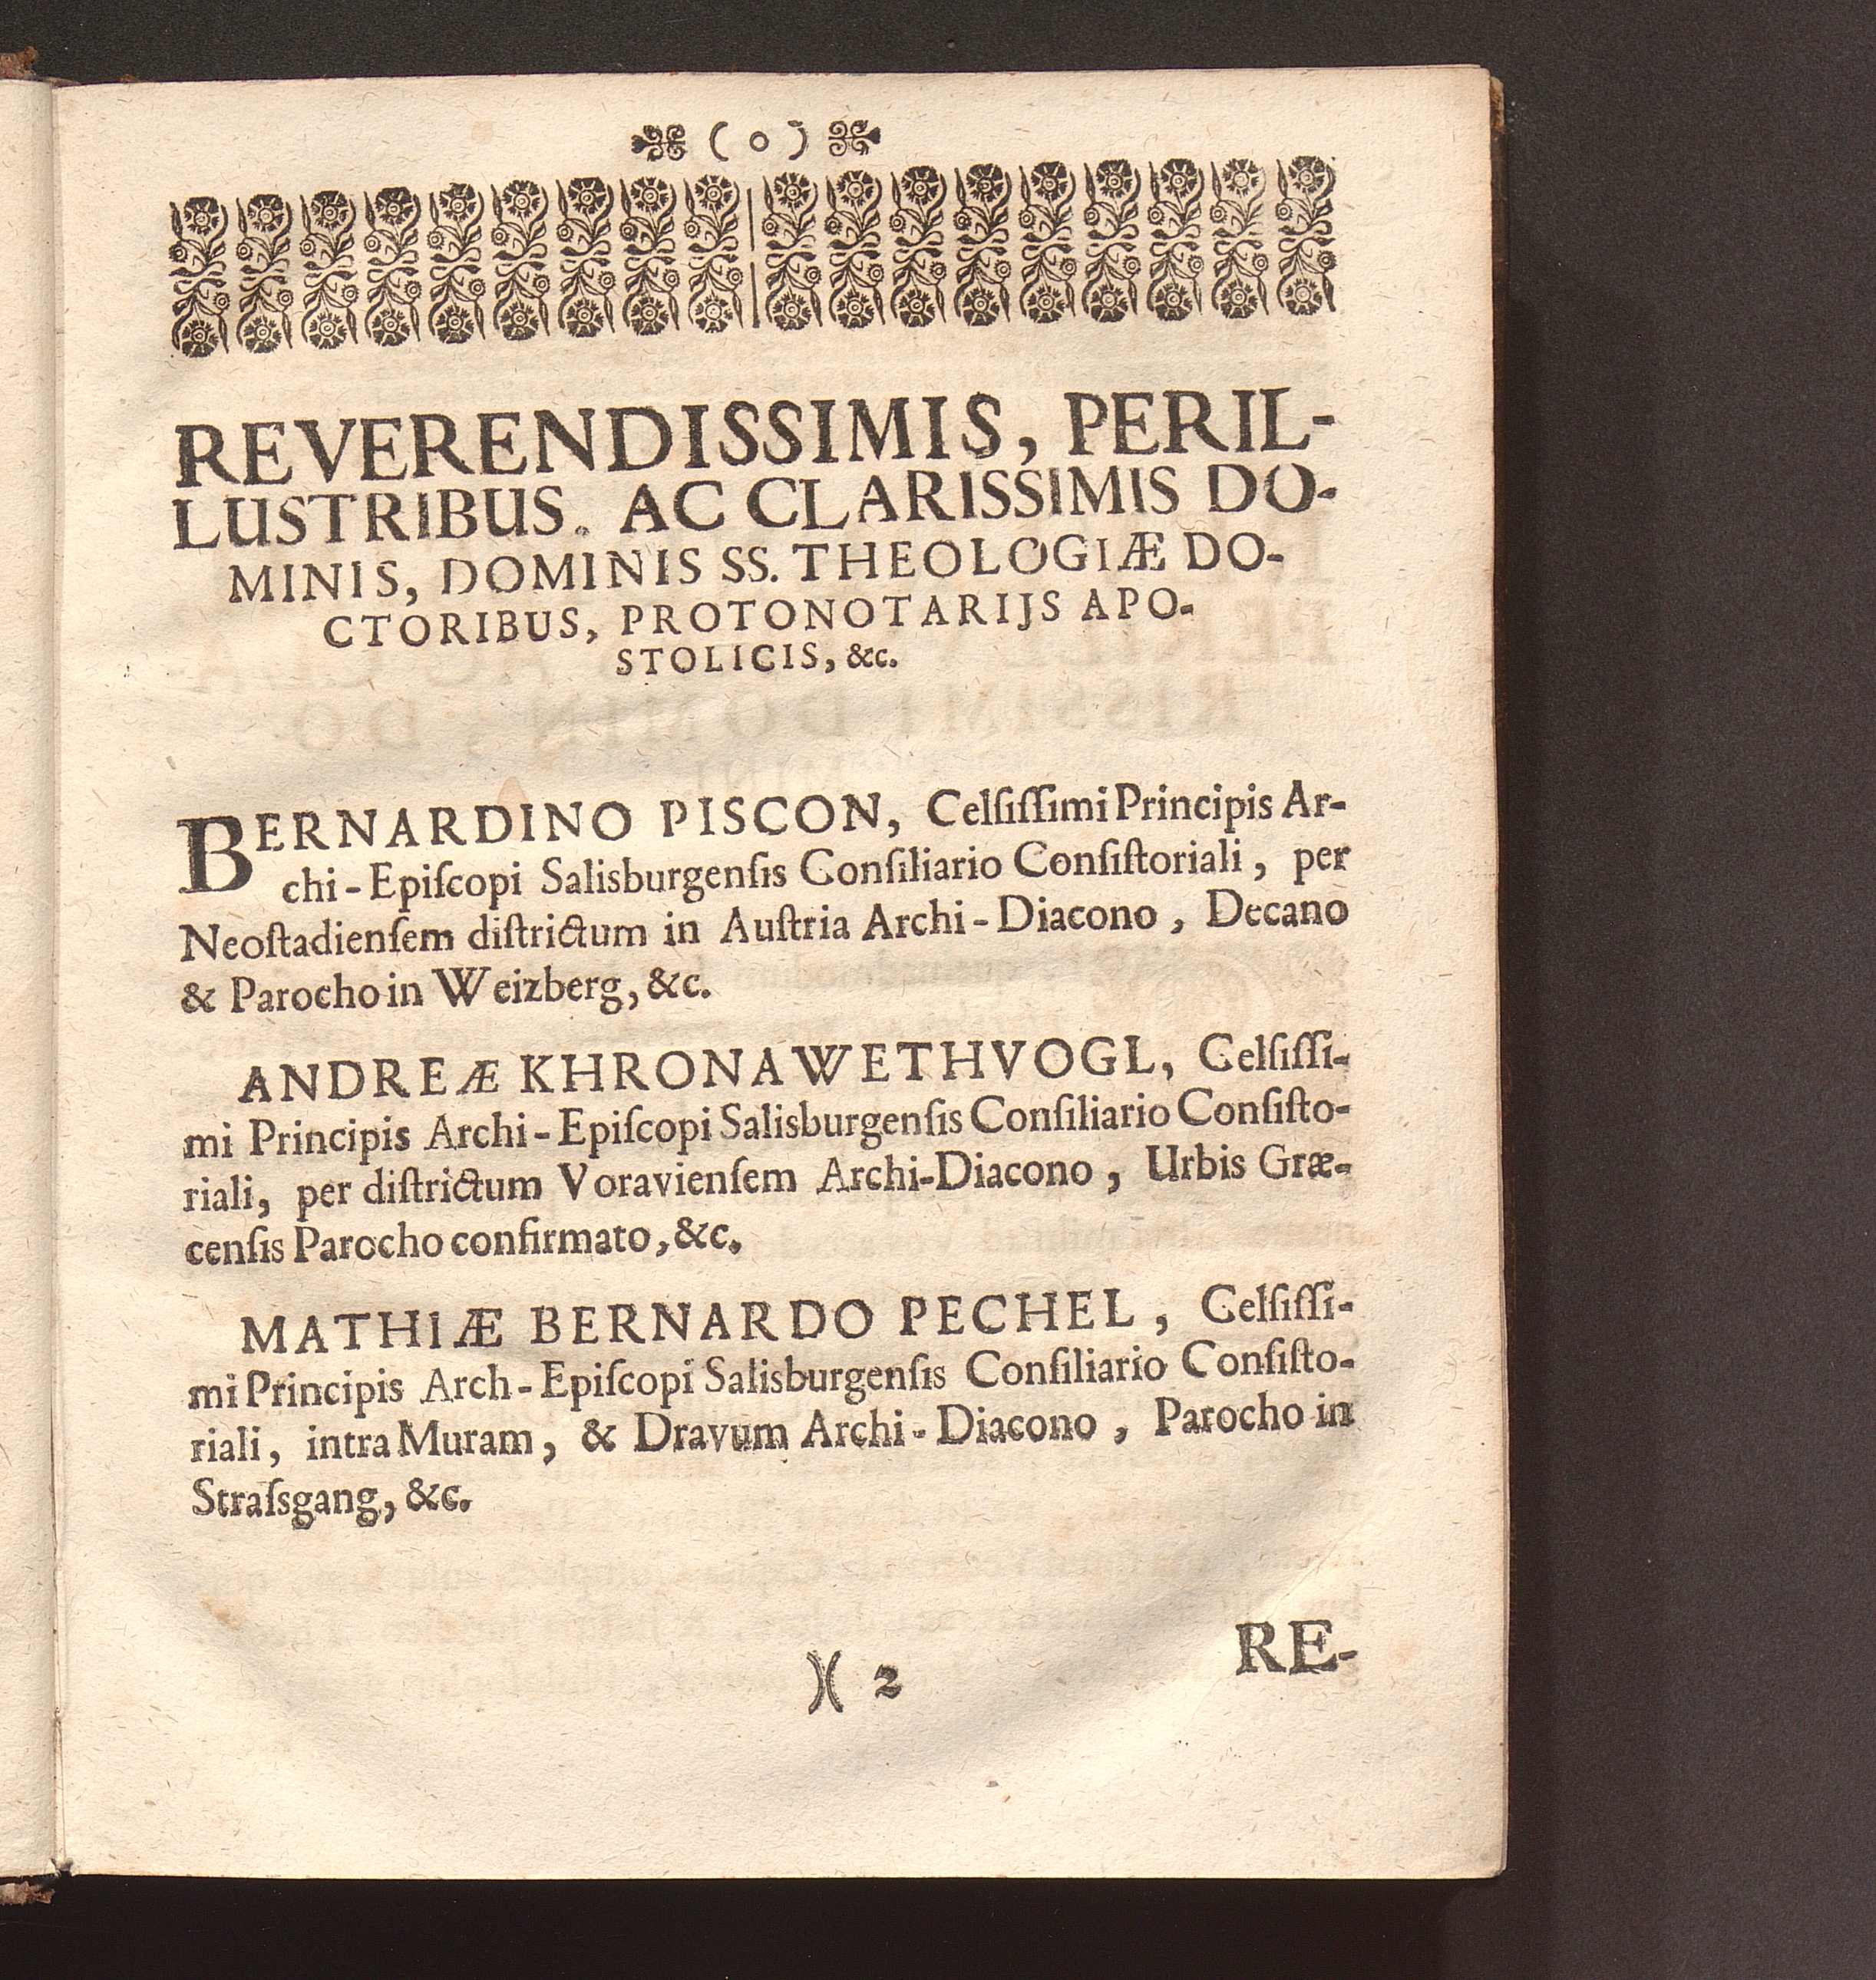 ( o )
REVERENDISSIMIS, PERIL-
LUSTRIBUS. AC CLARISSIMIS DO-
MINIS, DOMINIS SS. THEOLOGIÆ DO-
CTORIBUS, PROTONOTARIJS APO-
STOLICIS, &c.
BERNARDINO PISCON, Celſiſſimi Principis Ar-
chi-Epiſcopi Salisburgenſis Conſiliario Conſiſtoriali, per
Neoſtadienſem diſtrictum in Auſtria Archi-Diacono, Decano
& Parocho in Weizberg, &c.
ANDREÆ KHRONAWETHVOGL, Celſiſſi-
mi Principis Archi-Epiſcopi Salisburgenſis Conſiliario Conſiſto-
riali, per diſtrictum Voravienſem Archi-Diacono, Urbis Græ-
cenſis Parocho confirmato, &c.
MATHIÆ BERNARDO PECHEL, Celſiſſi-
mi Principis Arch-Epiſcopi Salisburgenſis Conſiliario Conſiſto-
riali, intra Muram, & Dravum Archi-Diacono, Parocho in
Straſsgang, &c.
)( 2
RE-